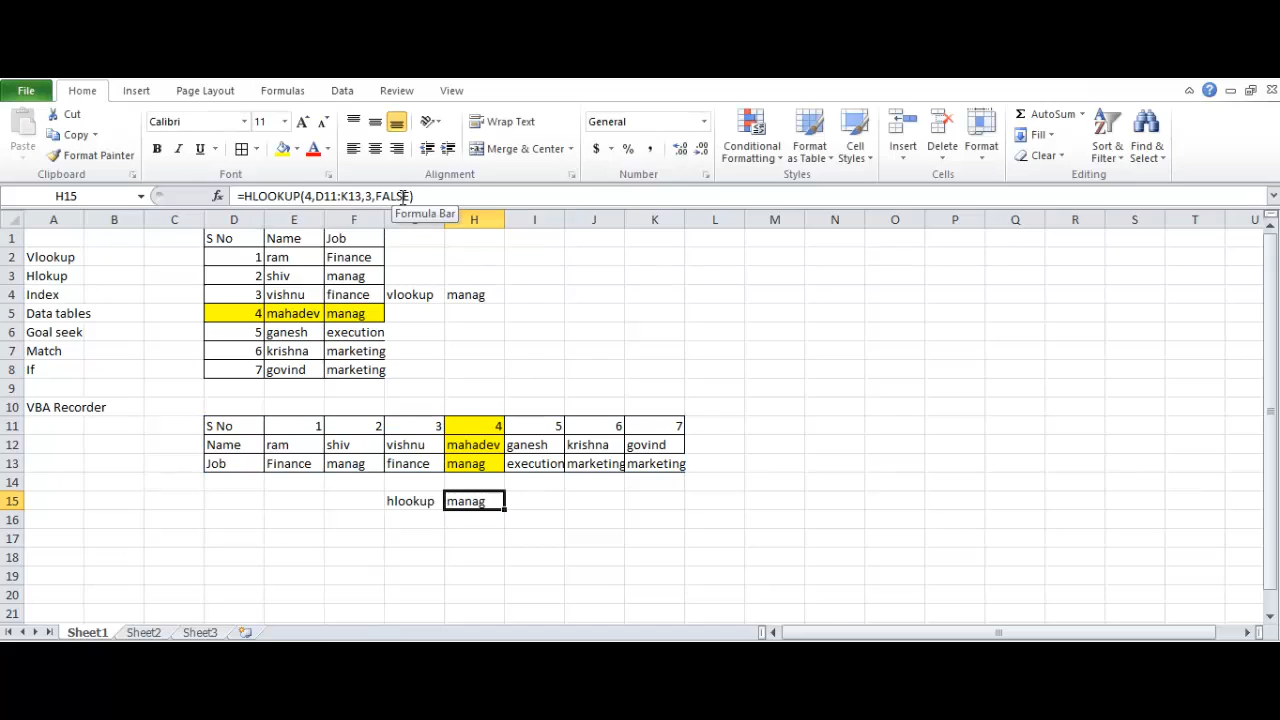 File Home Insert Page Layout Formulas Data Review View
Cut
Copy
Format Painter
Paste
Clipboard
Calibri 11 A A
B I U A
Font
Wrap Text
Merge & Center
Alignment
General
$ % , .0 .00 .00 .0
Number
Conditional Formatting
Format as Table
Cell Styles
Styles
Insert Delete Format
Cells
Σ AutoSum
Fill
Clear
Sort & Filter
Find & Select
Editing
H15 fx =HLOOKUP(4,D11:K13,3,FALSE)
Formula Bar
A B C D E F H I J K L M N O P Q R S T U
1 S No Name Job
2 Vlookup 1 ram Finance
3 Hlokup 2 shiv manag
4 Index 3 vishnu finance vlookup manag
5 Data tables 4 mahadev manag
6 Goal seek 5 ganesh execution
7 Match 6 krishna marketing
8 If 7 govind marketing
9
10 VBA Recorder
11 S No 1 2 3 4 5 6 7
12 Name ram shiv vishnu mahadev ganesh krishna govind
13 Job Finance manag finance manag execution marketing marketing
14
15 hlookup manag
16
17
18
19
20
21
Sheet1 Sheet2 Sheet3